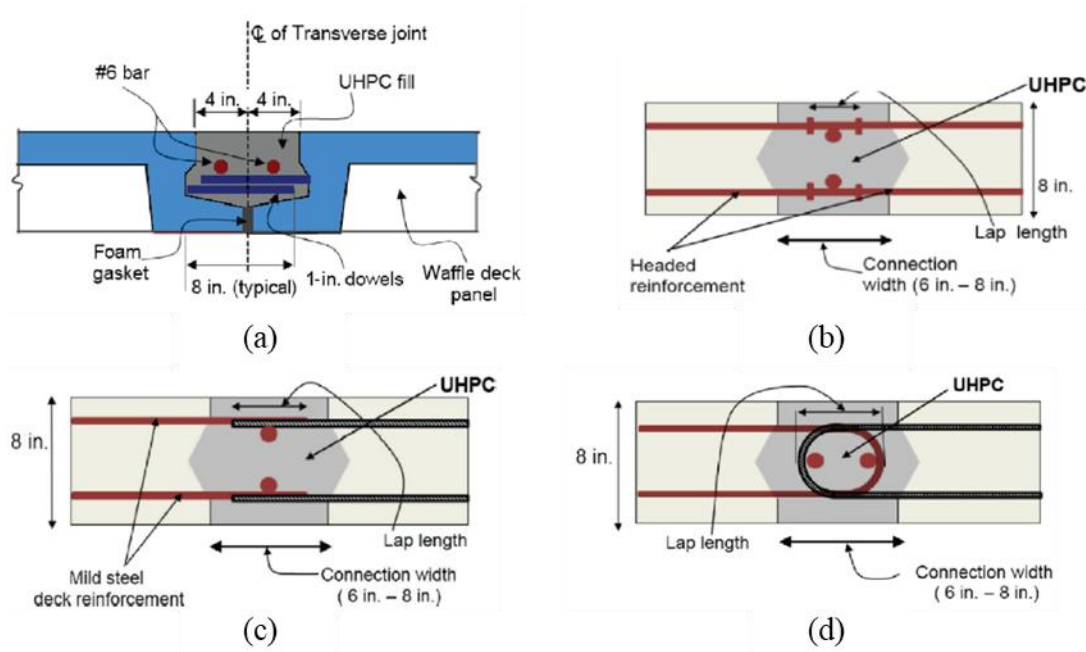 ℄ of Transverse joint
#6 bar
UHPC fill
4 in.
4 in.
Foam
gasket
8 in. (typical)
1-in. dowels
Waffle deck
panel
(a)
UHPC
8 in.
Lap length
Headed
reinforcement
Connection
width (6 in. – 8 in.)
(b)
UHPC
8 in.
Lap length
Mild steel
deck reinforcement
Connection width
( 6 in. – 8 in.)
(c)
UHPC
8 in.
Lap length
Connection width
( 6 in. – 8 in.)
(d)